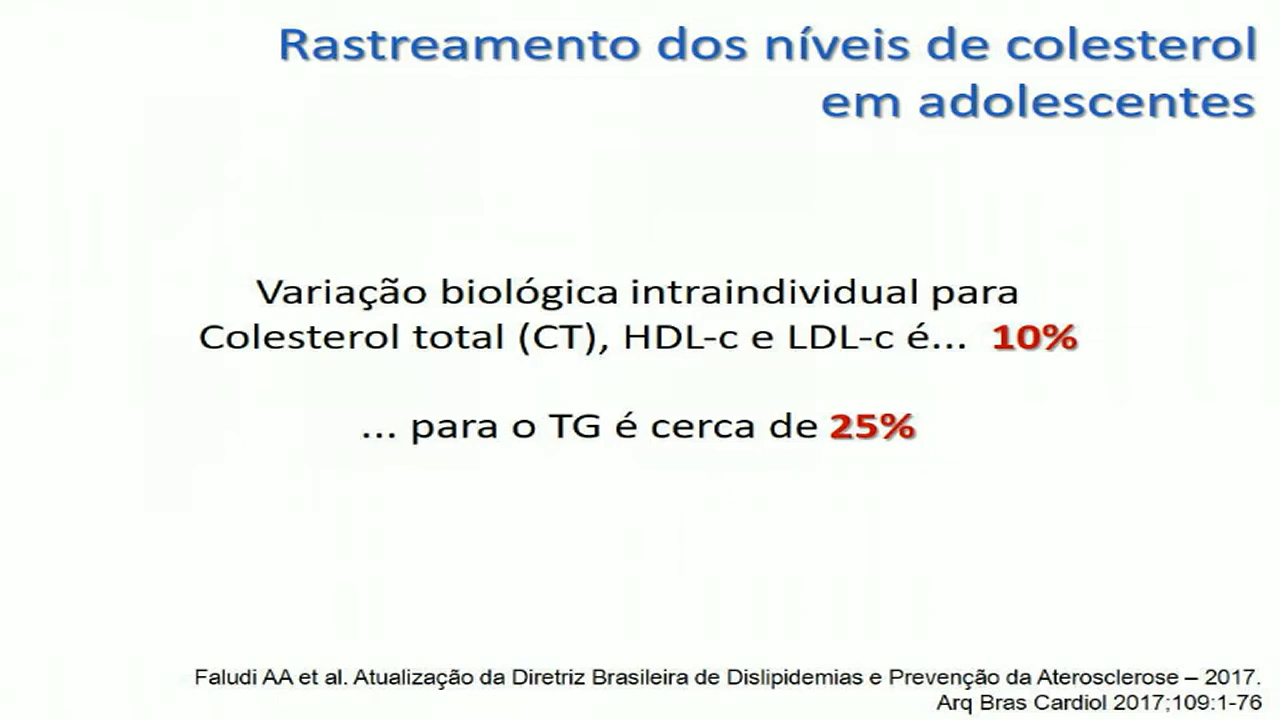 Rastreamento dos níveis de colesterol
em adolescentes
Variação biológica intraindividual para
Colesterol total (CT), HDL-c e LDL-c é... 10%
... para o TG é cerca de 25%
Faludi AA et al. Atualização da Diretriz Brasileira de Dislipidemias e Prevenção da Aterosclerose – 2017.
Arq Bras Cardiol 2017;109:1-76